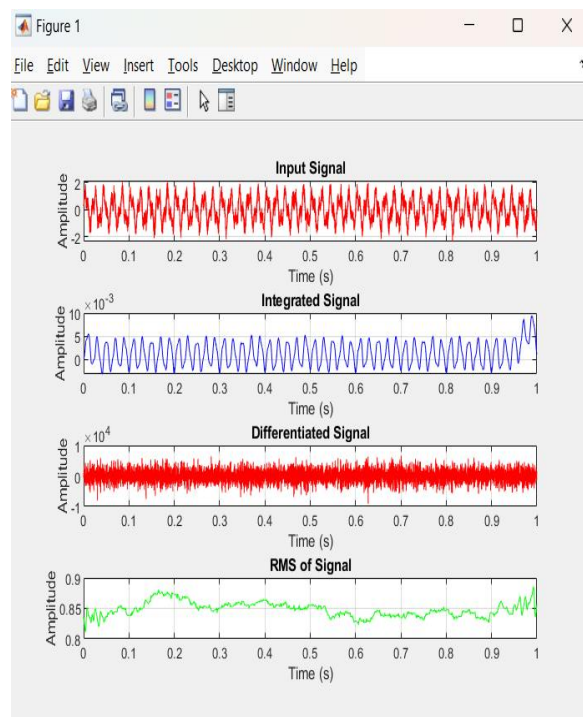 Figure 1
File Edit View Insert Tools Desktop Window Help
Input Signal
Amplitude
2
0
-2
0 0.1 0.2 0.3 0.4 0.5 0.6 0.7 0.8 0.9 1
Time (s)
Integrated Signal
×10-3
Amplitude
10
5
0
0 0.1 0.2 0.3 0.4 0.5 0.6 0.7 0.8 0.9 1
Time (s)
Differentiated Signal
×104
Amplitude
1
0
-1
0 0.1 0.2 0.3 0.4 0.5 0.6 0.7 0.8 0.9 1
Time (s)
RMS of Signal
Amplitude
0.9
0.85
0.8
0 0.1 0.2 0.3 0.4 0.5 0.6 0.7 0.8 0.9 1
Time (s)